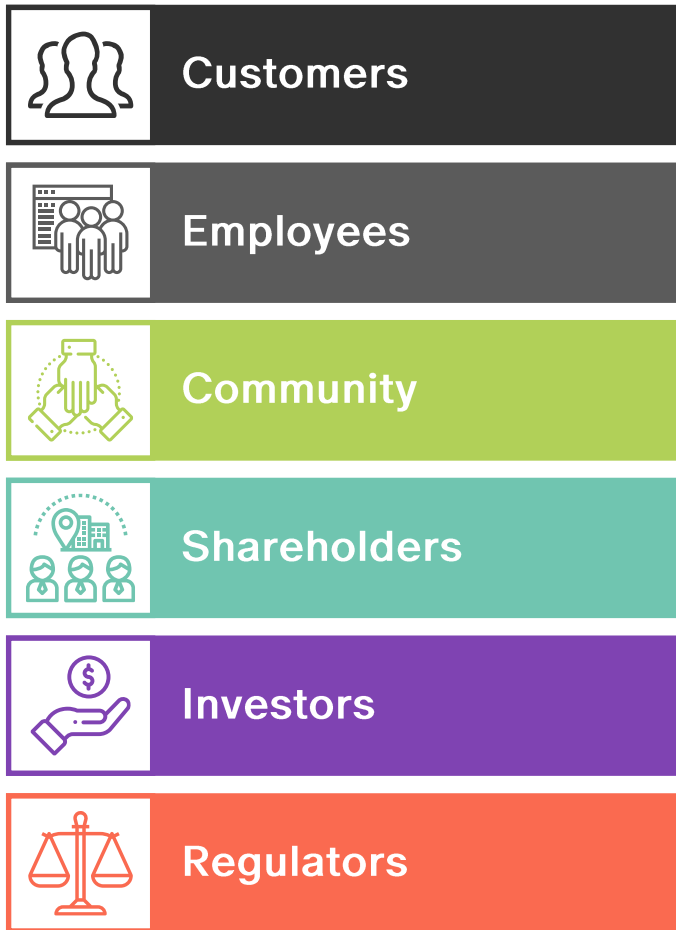 Customers
Employees
Community
Shareholders
$
Investors
Regulators